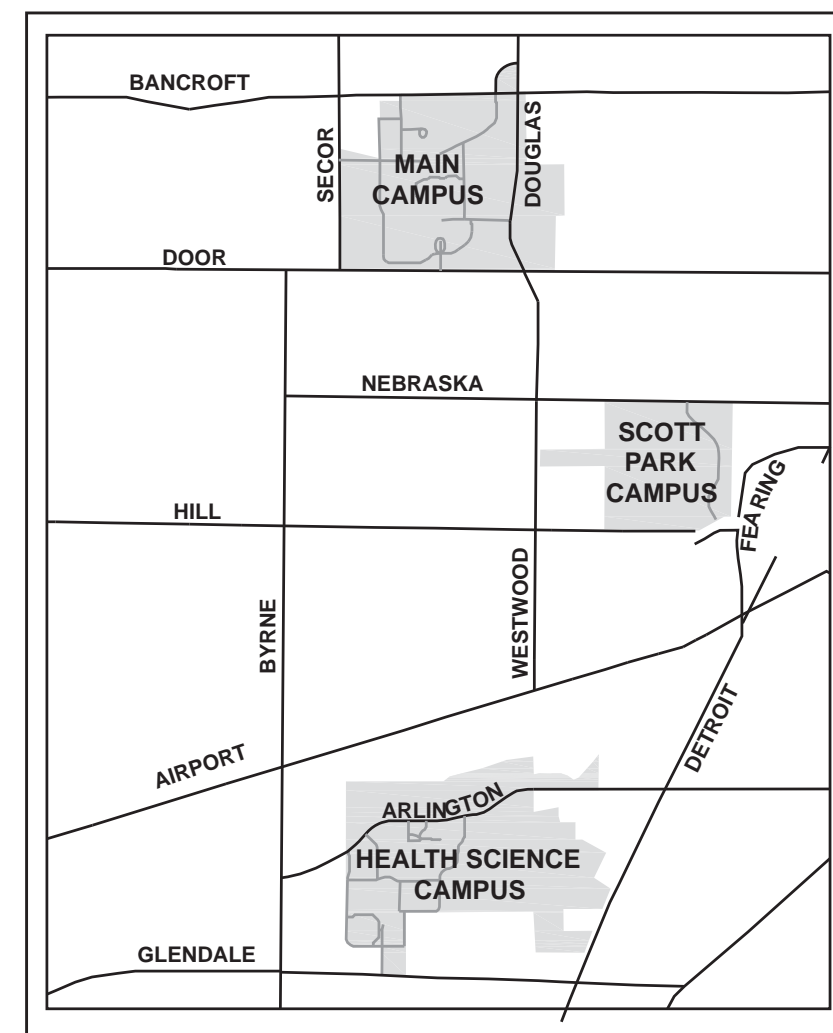 BANCROFT
SECOR
DOUGLAS
MAIN
CAMPUS
DOOR
NEBRASKA
SCOTT
PARK
CAMPUS
FEARING
HILL
BYRNE
WESTWOOD
AIRPORT
DETROIT
ARLINGTON
HEALTH SCIENCE
CAMPUS
GLENDALE